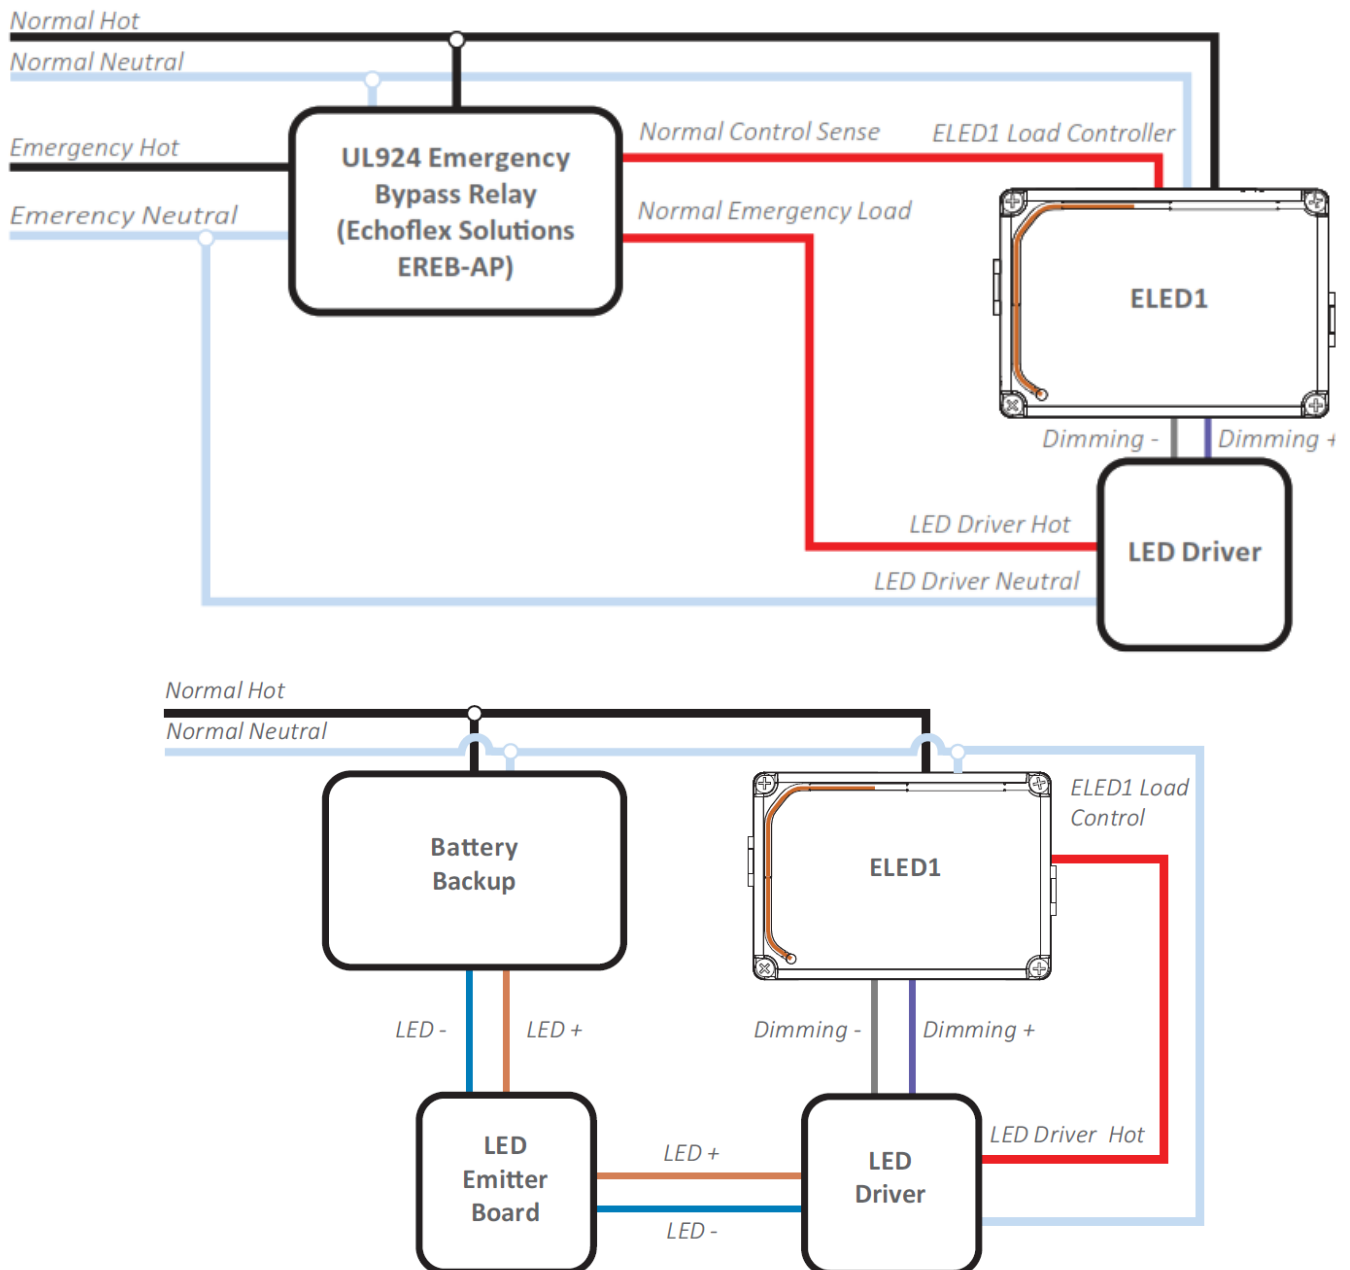 Normal Hot
Normal Neutral
Emergency Hot
Emerency Neutral
UL924 Emergency
Bypass Relay
(Echoflex Solutions
EREB-AP)
Normal Control Sense
ELED1 Load Controller
Normal Emergency Load
ELED1
Dimming -
Dimming +
LED Driver Hot
LED Driver Neutral
LED Driver
Normal Hot
Normal Neutral
Battery
Backup
ELED1
ELED1 Load
Control
LED -
LED +
Dimming -
Dimming +
LED
Emitter
Board
LED +
LED -
LED
Driver
LED Driver Hot